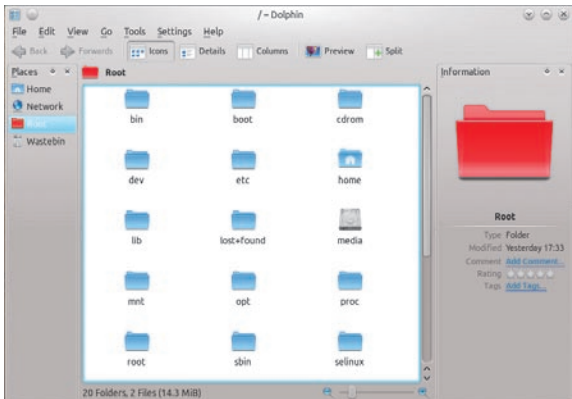 / – Dolphin
File Edit View Go Tools Settings Help
Back Forwards Icons Details Columns Preview Split
Places
Home
Network
Root
Wastebin
Root
bin boot cdrom
dev etc home
lib lost+found media
mnt opt proc
root sbin selinux
20 Folders, 2 Files (14.3 MiB)
Information
Root
Type Folder
Modified Yesterday 17:33
Comment Add Comment...
Rating
Tags Add Tags...